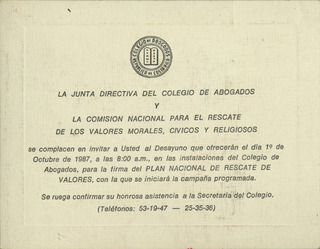 COLEGIO DE ABOGADOS
LA JUNTA DIRECTIVA DEL COLEGIO DE ABOGADOS
Y
LA COMISION NACIONAL PARA EL RESCATE
DE LOS VALORES MORALES, CIVICOS Y RELIGIOSOS
se complacen en invitar a Usted al Desayuno que ofrecerán el día 1º de
Octubre de 1987, a las 8:00 a.m., en las instalaciones del Colegio de
Abogados, para la firma del PLAN NACIONAL DE RESCATE DE
VALORES, con la que se iniciará la campaña programada.
Se ruega confirmar su honrosa asistencia a la Secretaría del Colegio.
(Teléfonos: 53-19-47 — 25-35-36)